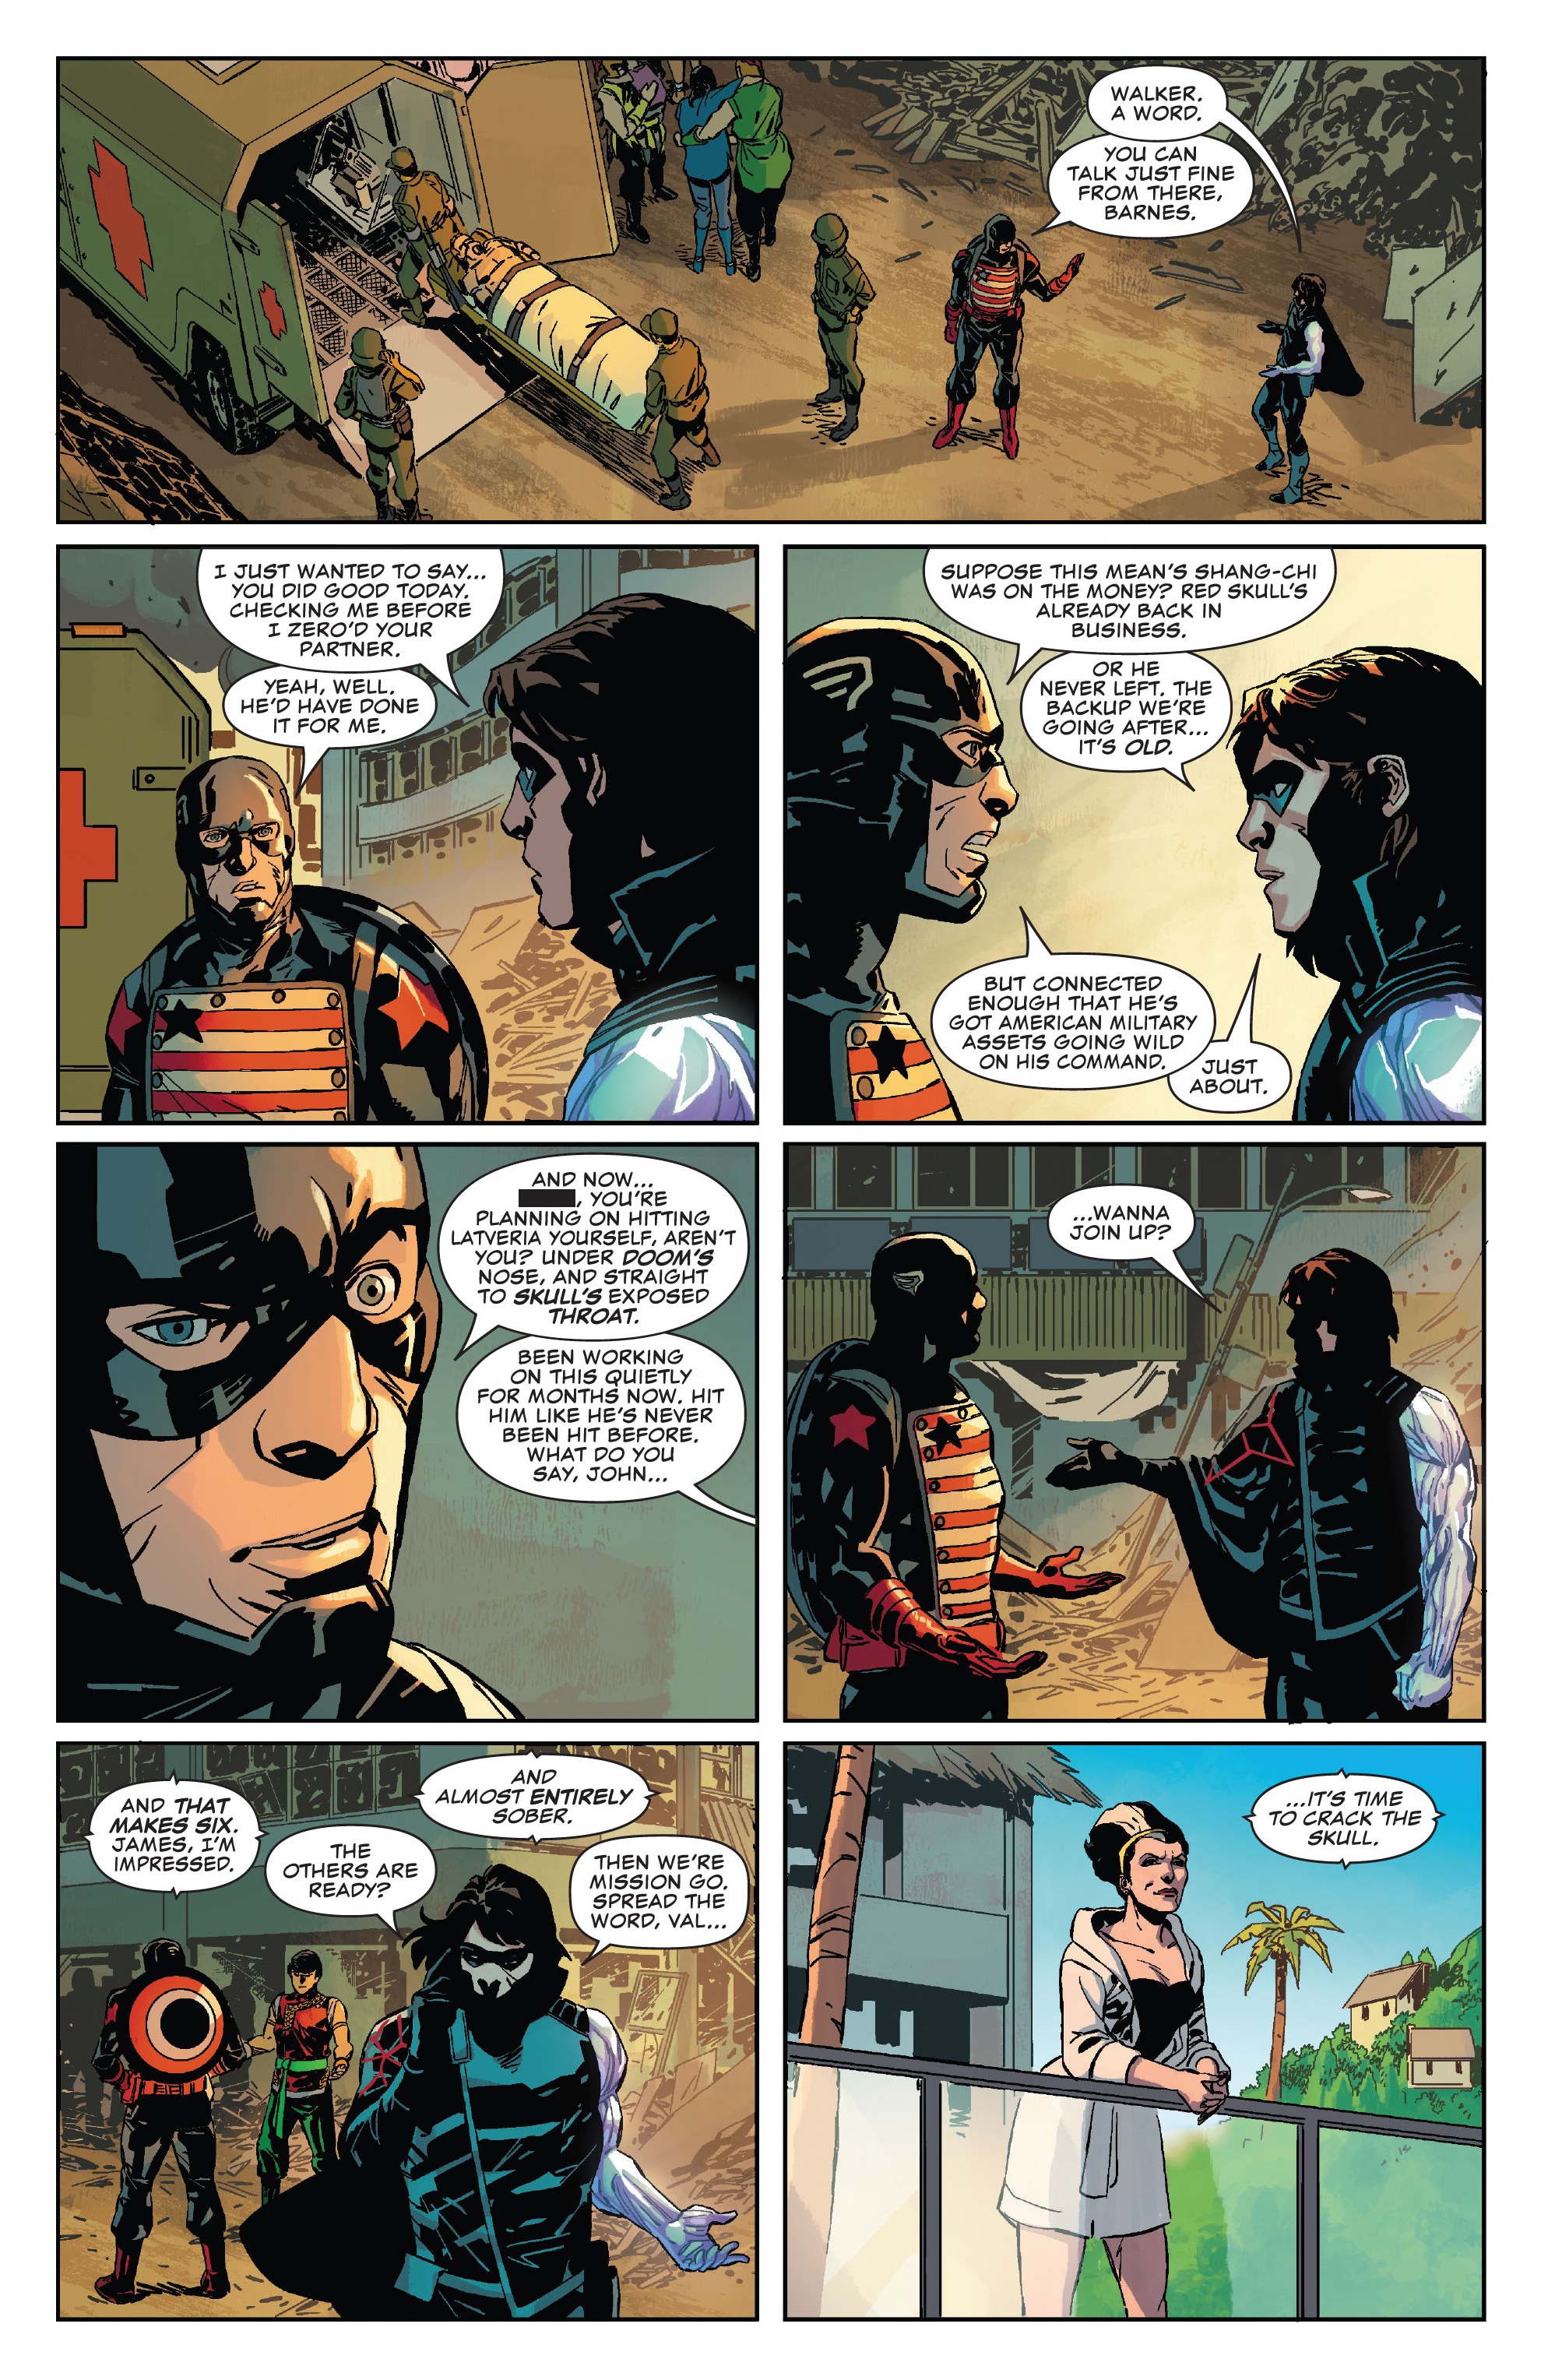 WALKER.
A WORD.
YOU CAN
TALK JUST FINE
FROM THERE,
BARNES.
I JUST WANTED TO SAY...
YOU DID GOOD TODAY.
CHECKING ME BEFORE
I ZERO'D YOUR
PARTNER.
YEAH, WELL.
HE'D HAVE DONE
IT FOR ME.
SUPPOSE THIS MEAN'S SHANG-CHI
WAS ON THE MONEY? RED SKULL'S
ALREADY BACK IN
BUSINESS.
OR HE
NEVER LEFT. THE
BACKUP WE'RE
GOING AFTER...
IT'S OLD.
BUT CONNECTED
ENOUGH THAT HE'S
GOT AMERICAN MILITARY
ASSETS GOING WILD
ON HIS COMMAND.
JUST
ABOUT.
AND NOW...
, YOU'RE
PLANNING ON HITTING
LATVERIA YOURSELF, AREN'T
YOU? UNDER DOOM'S
NOSE, AND STRAIGHT
TO SKULL'S EXPOSED
THROAT.
BEEN WORKING
ON THIS QUIETLY
FOR MONTHS NOW. HIT
HIM LIKE HE'S NEVER
BEEN HIT BEFORE.
WHAT DO YOU
SAY, JOHN...
...WANNA
JOIN UP?
AND THAT
MAKES SIX.
JAMES, I'M
IMPRESSED.
THE
OTHERS ARE
READY?
AND
ALMOST ENTIRELY
SOBER.
THEN WE'RE
MISSION GO.
SPREAD THE
WORD, VAL...
...IT'S TIME
TO CRACK THE
SKULL.